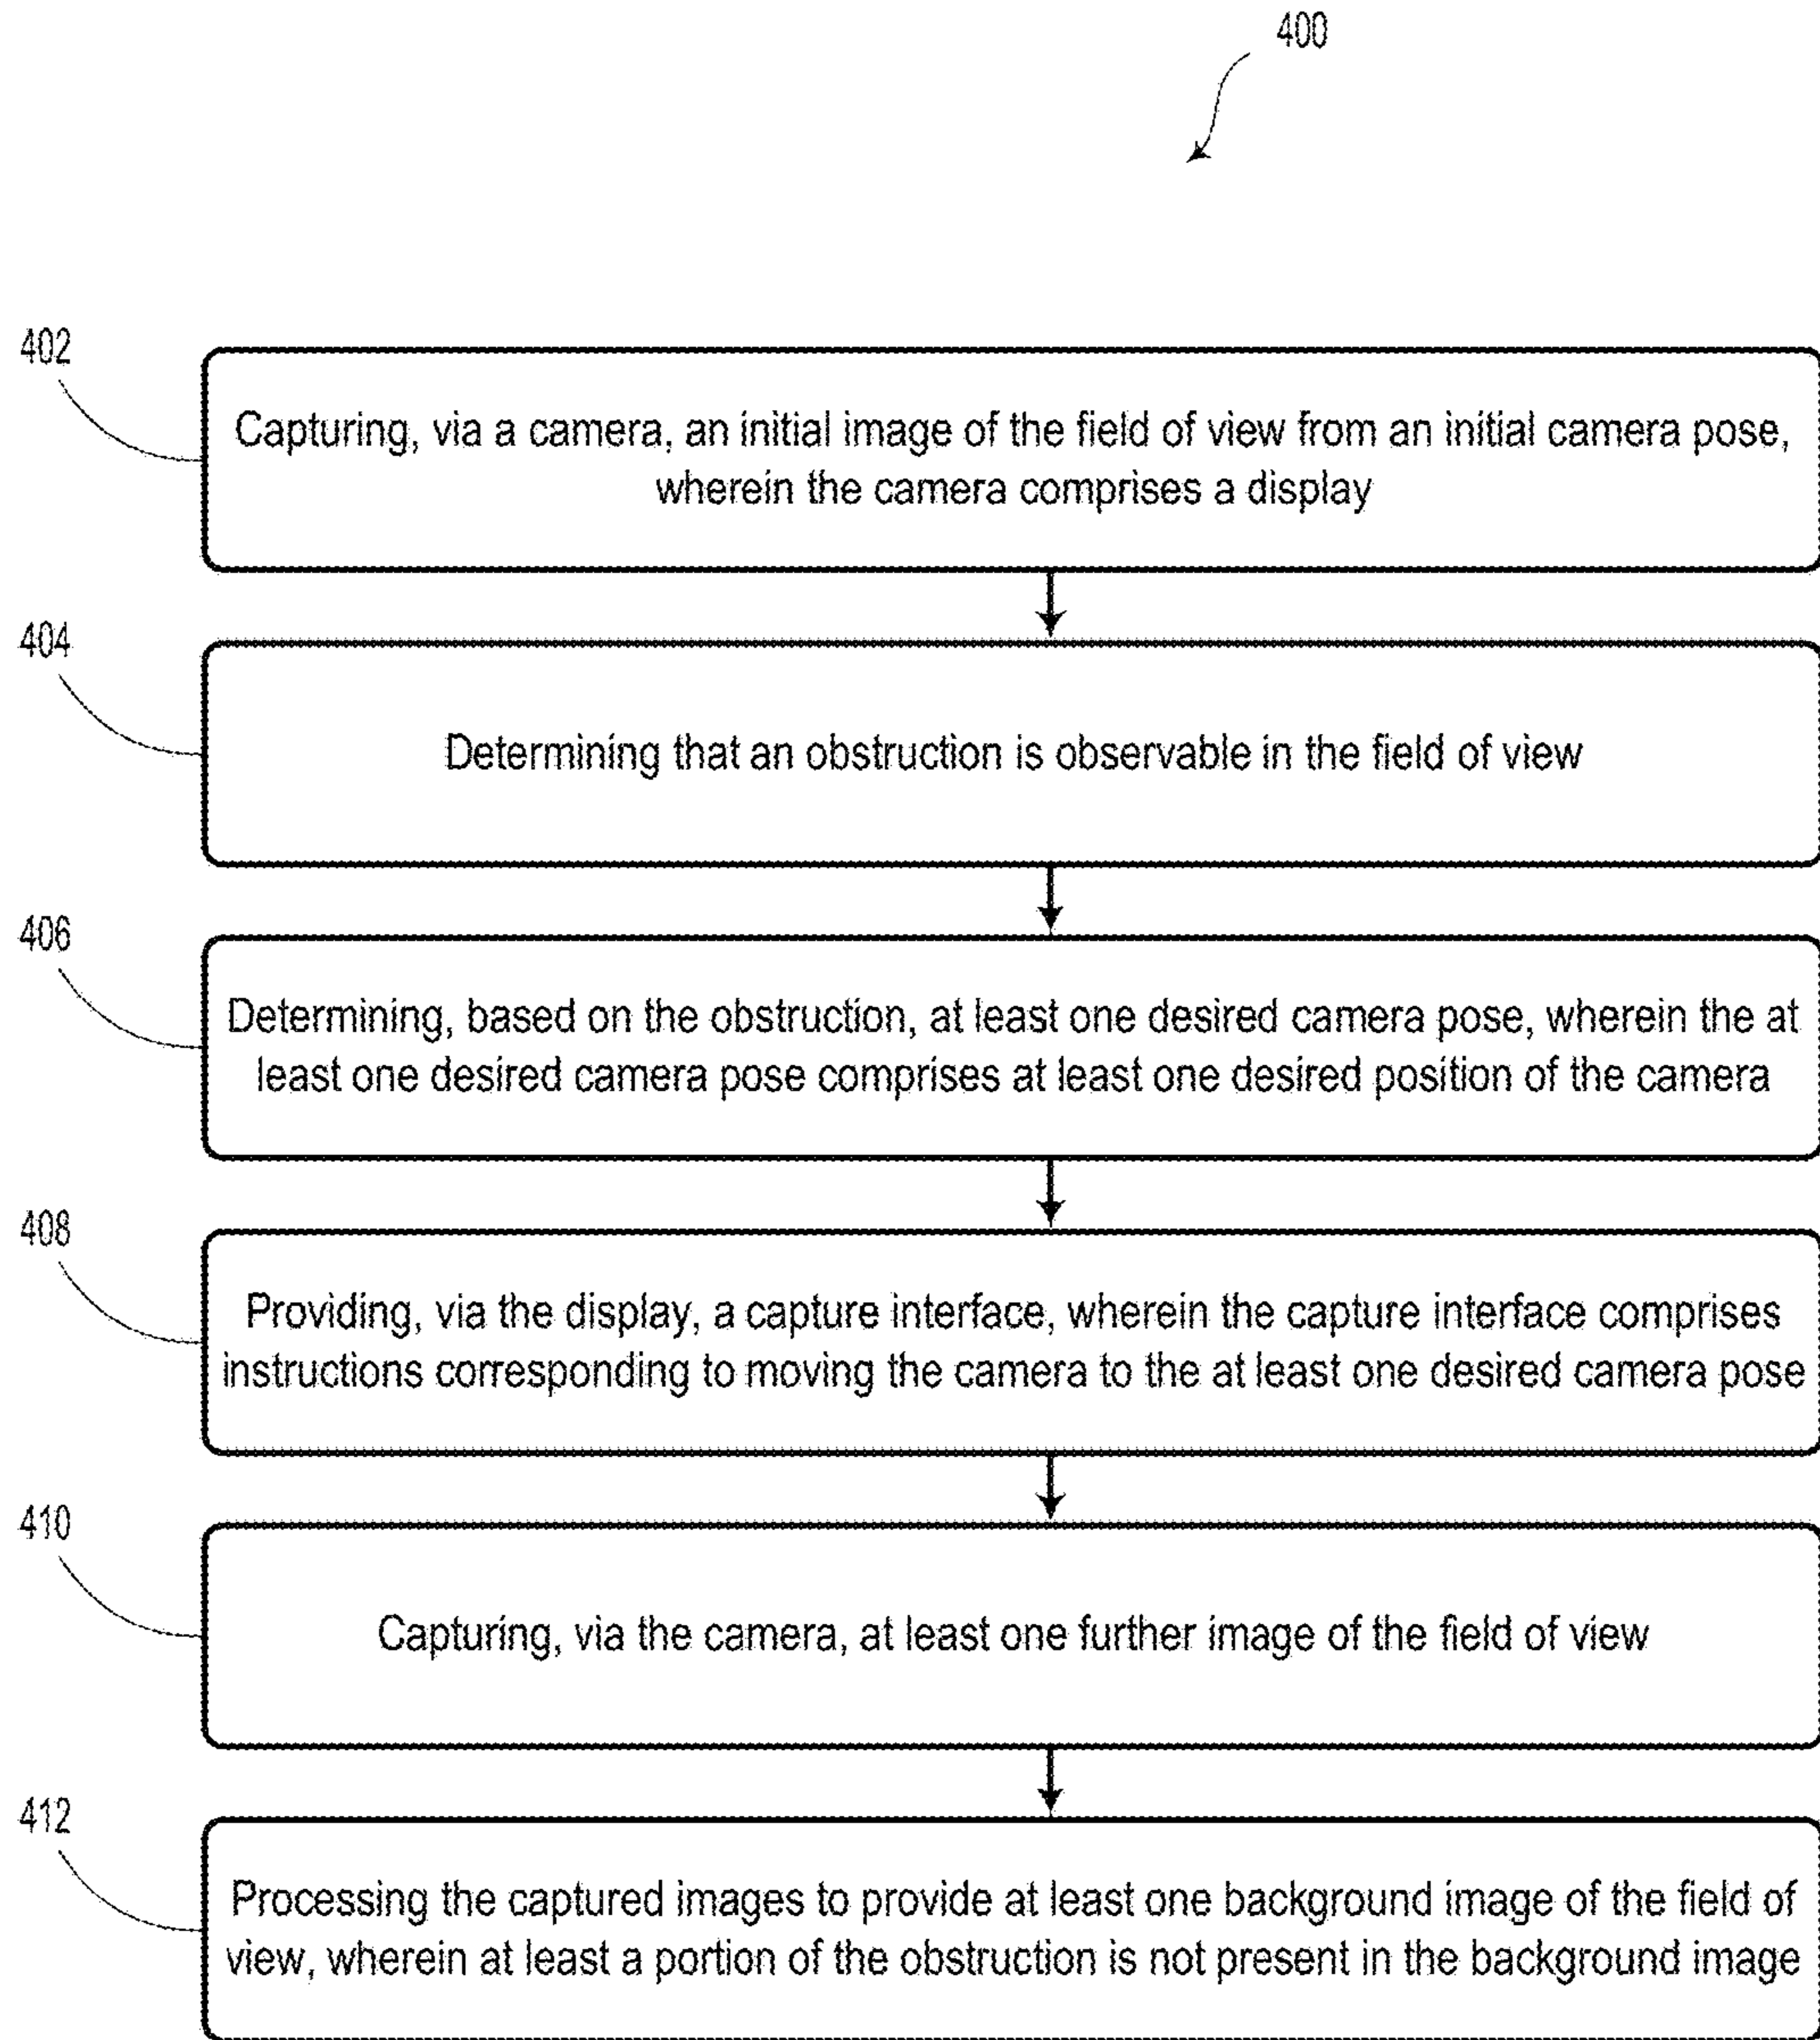 400
402
Capturing, via a camera, an initial image of the field of view from an initial camera pose,
wherein the camera comprises a display
404
Determining that an obstruction is observable in the field of view
406
Determining, based on the obstruction, at least one desired camera pose, wherein the at
least one desired camera pose comprises at least one desired position of the camera
408
Providing, via the display, a capture interface, wherein the capture interface comprises
instructions corresponding to moving the camera to the at least one desired camera pose
410
Capturing, via the camera, at least one further image of the field of view
412
Processing the captured images to provide at least one background image of the field of
view, wherein at least a portion of the obstruction is not present in the background image